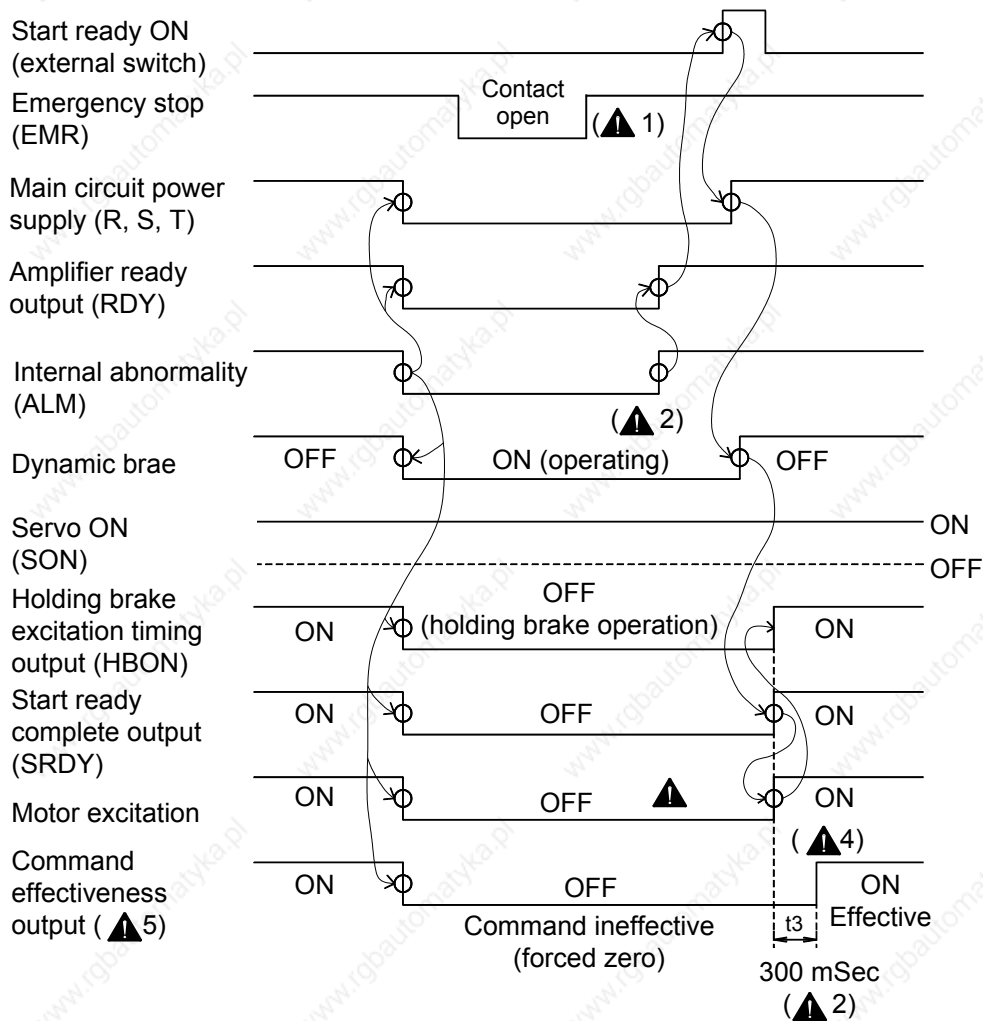 Start ready ON
(external switch)
Emergency stop
(EMR)
Contact
open
(⚠ 1)
Main circuit power
supply (R, S, T)
Amplifier ready
output (RDY)
Internal abnormality
(ALM)
(⚠ 2)
Dynamic brae
OFF
ON (operating)
OFF
Servo ON
(SON)
ON
OFF
Holding brake
excitation timing
output (HBON)
ON
OFF
(holding brake operation)
ON
Start ready
complete output
(SRDY)
ON
OFF
ON
Motor excitation
ON
OFF
⚠
ON
(⚠4)
Command
effectiveness
output (⚠5)
ON
OFF
Command ineffective
(forced zero)
t3
ON
Effective
300 mSec
(⚠ 2)
www.rgbautomatyka.pl